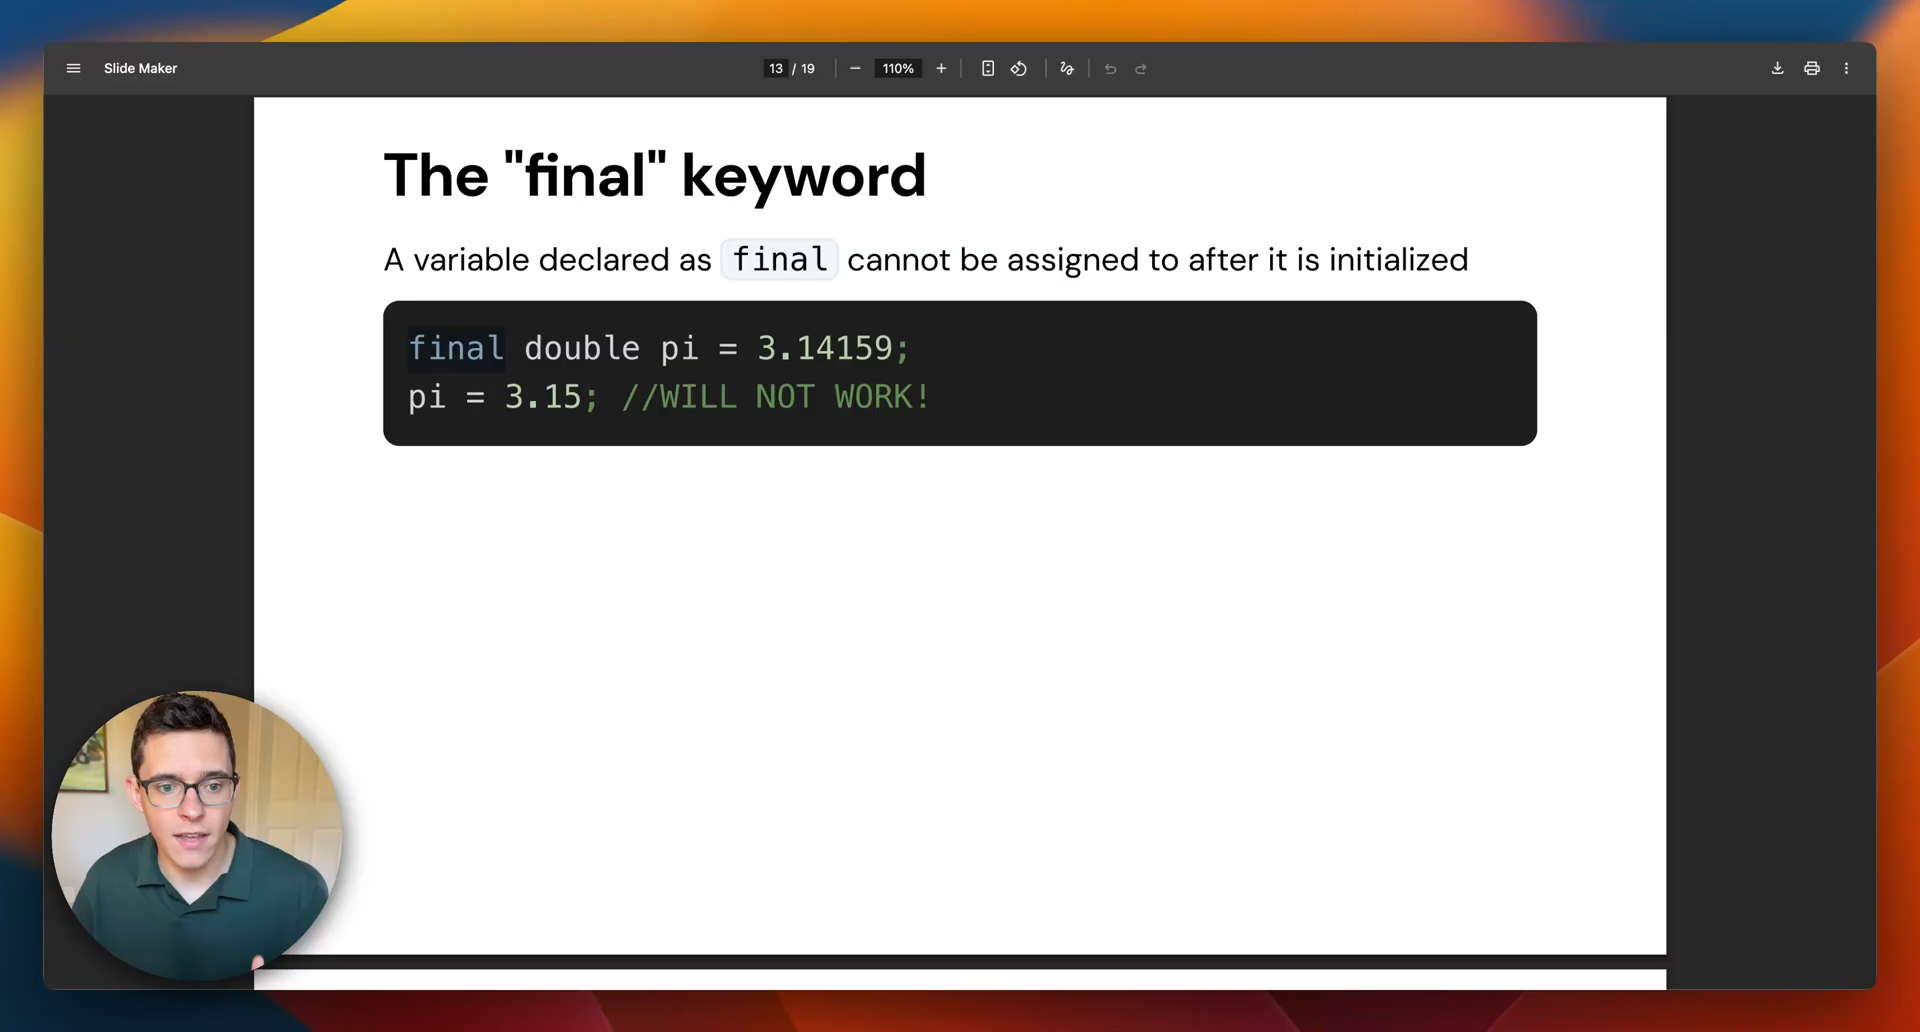 Slide Maker
13 / 19
110%
The "final" keyword
A variable declared as final cannot be assigned to after it is initialized
final double pi = 3.14159;
pi = 3.15; //WILL NOT WORK!